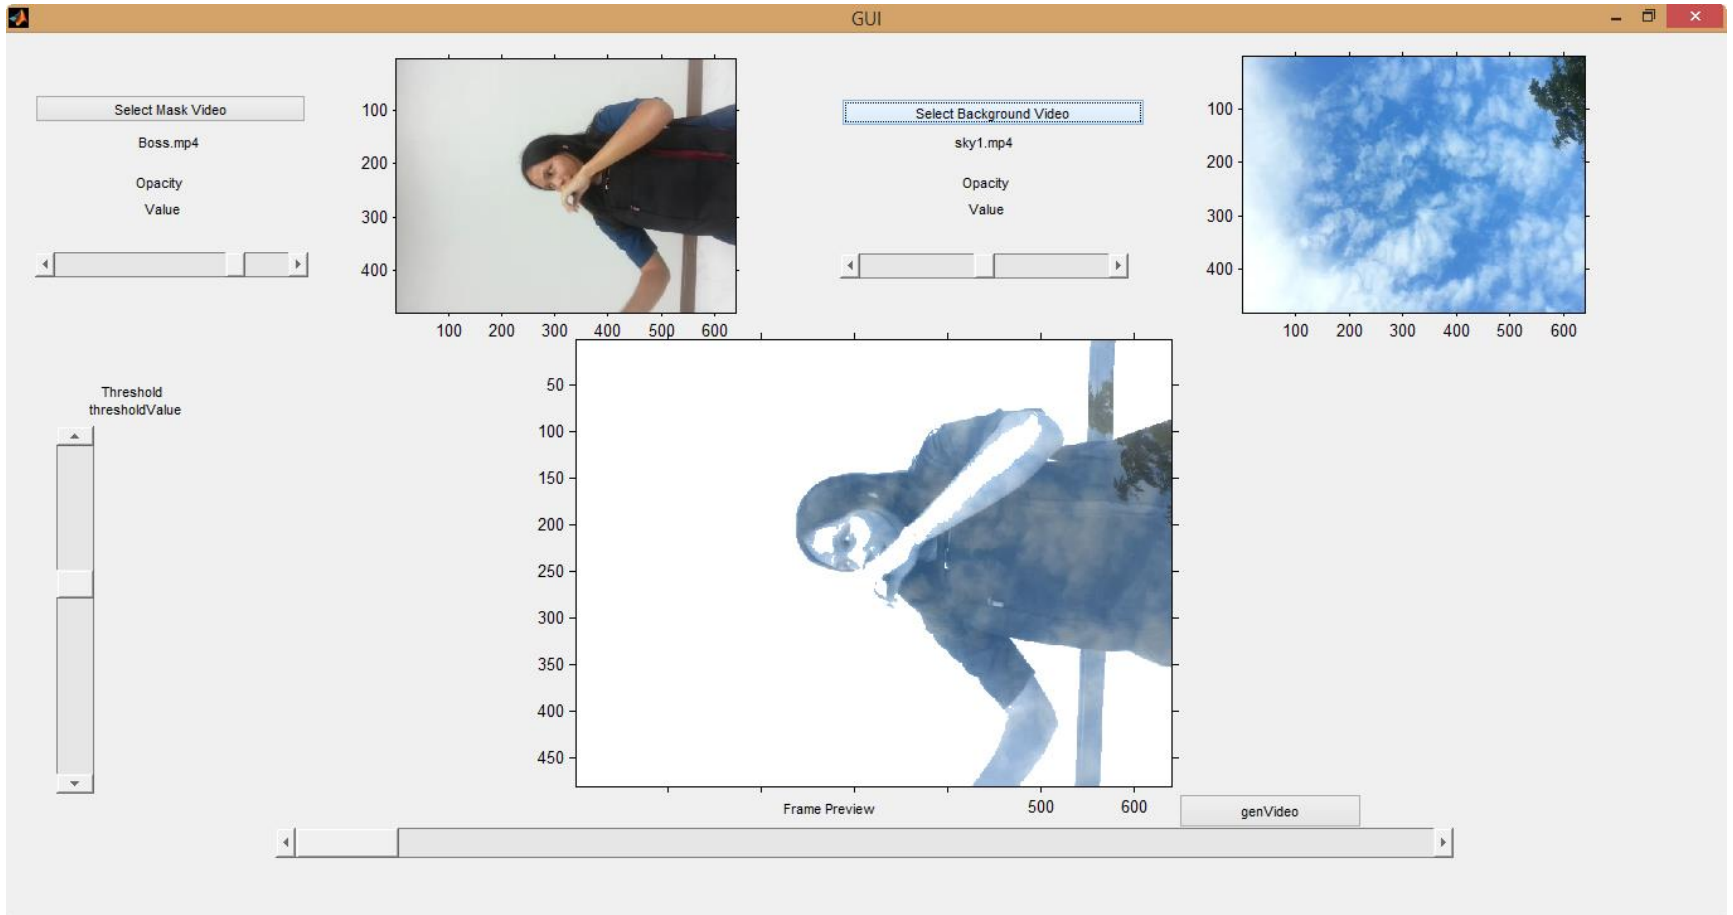 GUI
Select Mask Video
Boss.mp4
Opacity
Value
100
200
300
400
100 200 300 400 500 600
Select Background Video
sky1.mp4
Opacity
Value
100
200
300
400
100 200 300 400 500 600
Threshold
thresholdValue
50
100
150
200
250
300
350
400
450
500 600
Frame Preview
genVideo